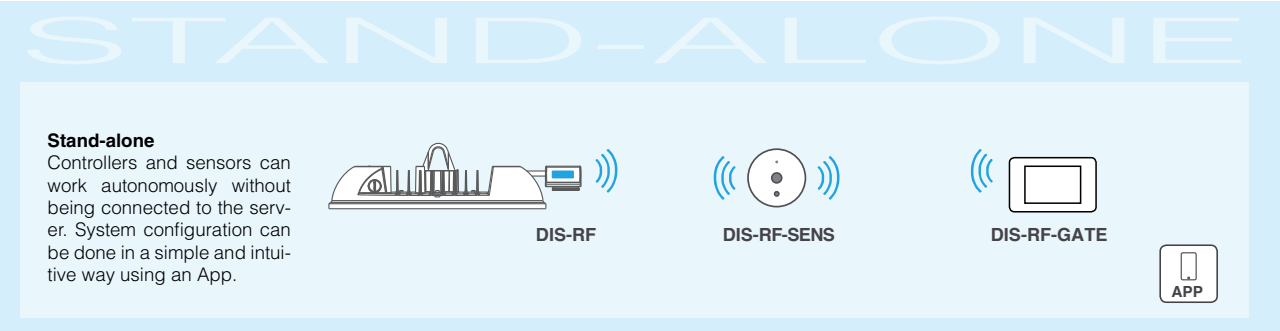 STAND-ALONE
Stand-alone
Controllers and sensors can
work autonomously without
being connected to the serv-
er. System configuration can
be done in a simple and intui-
tive way using an App.
DIS-RF
DIS-RF-SENS
DIS-RF-GATE
APP